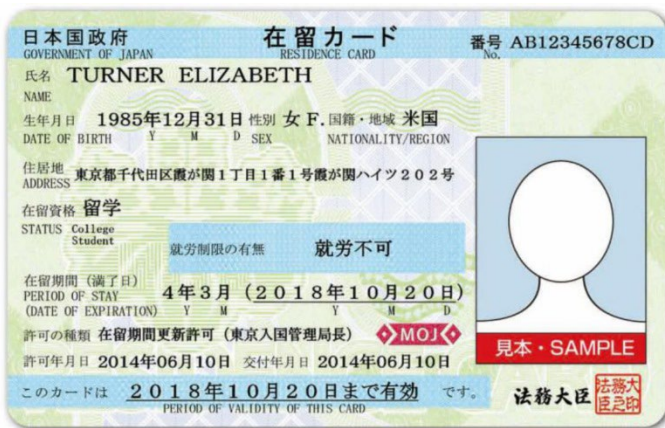 日本国政府 在留カード 番号 AB12345678CD
GOVERNMENT OF JAPAN RESIDENCE CARD No.
氏名 TURNER ELIZABETH
NAME
生年月日 1985年12月31日 性別 女 F. 国籍・地域 米国
DATE OF BIRTH Y M D SEX NATIONALITY/REGION
住居地 東京都千代田区霞が関1丁目1番1号霞が関ハイツ202号
ADDRESS
在留資格 留学
STATUS College
Student
就労制限の有無 就労不可
在留期間(満了日) 4年3月(2018年10月20日)
PERIOD OF STAY Y M Y M D
(DATE OF EXPIRATION)
許可の種類 在留期間更新許可(東京入国管理局長) MOJ
見本・SAMPLE
許可年月日 2014年06月10日 交付年月日 2014年06月10日
このカードは 2018年10月20日まで有効 です。
PERIOD OF VALIDITY OF THIS CARD
法務大臣